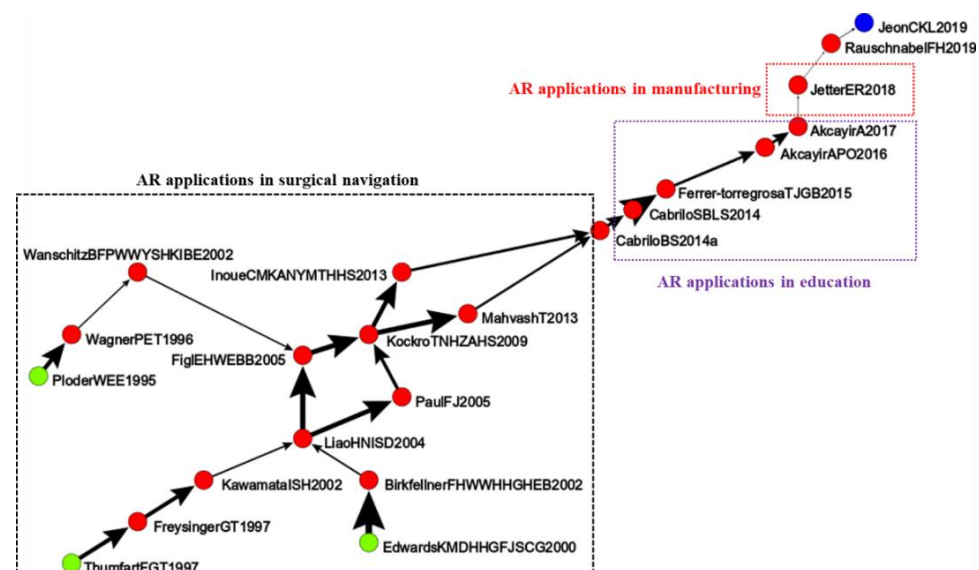 JeonCKL2019
RauschnabelFH2019
AR applications in manufacturing
JetterER2018
AkcayirA2017
AkcayirAPO2016
AR applications in surgical navigation
Ferrer-torregrosaTJGB2015
CabriloSBLS2014
CabriloBS2014a
WanschitzBFPWWYSHKIBE2002
InoueCMKANYMTHHS2013
AR applications in education
MahvashT2013
WagnerPET1996
KockroTNHZAHS2009
FiglEHWEBB2005
PloderWEE1995
PaulFJ2005
LiaoHNISD2004
KawamataISH2002
BirkfellnerFHWWHHGHEB2002
FreysingerGT1997
EdwardsKMDHHGFJSCG2000
ThumfartFGT1997